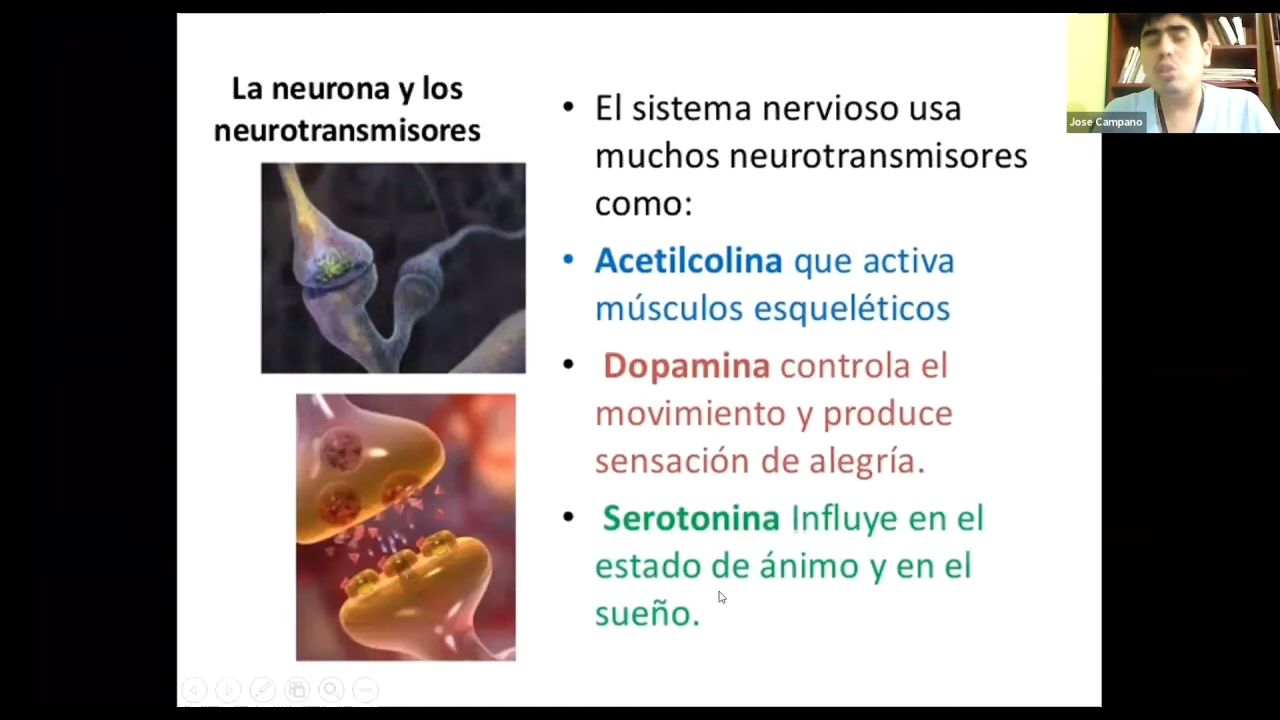 La neurona y los
neurotransmisores
• El sistema nervioso usa
muchos neurotransmisores
como:
• Acetilcolina que activa
músculos esqueléticos
• Dopamina controla el
movimiento y produce
sensación de alegría.
• Serotonina Influye en el
estado de ánimo y en el
sueño.
Jose Campano